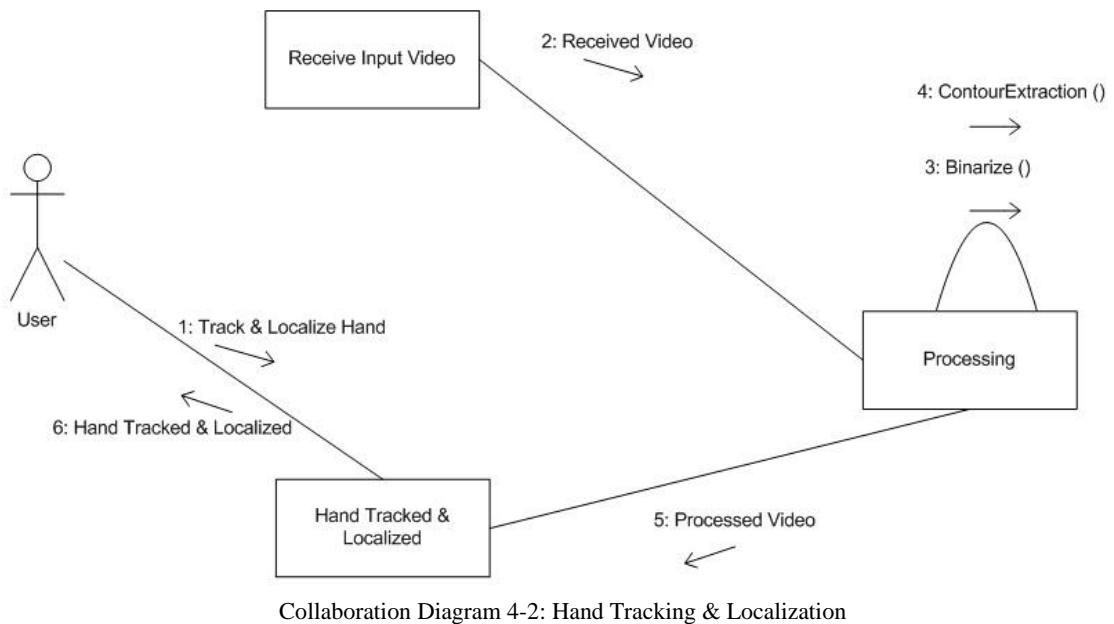 2: Received Video
Receive Input Video
4: ContourExtraction ()
3: Binarize ()
User
1: Track & Localize Hand
Processing
6: Hand Tracked & Localized
Hand Tracked &
Localized
5: Processed Video
Collaboration Diagram 4-2: Hand Tracking & Localization